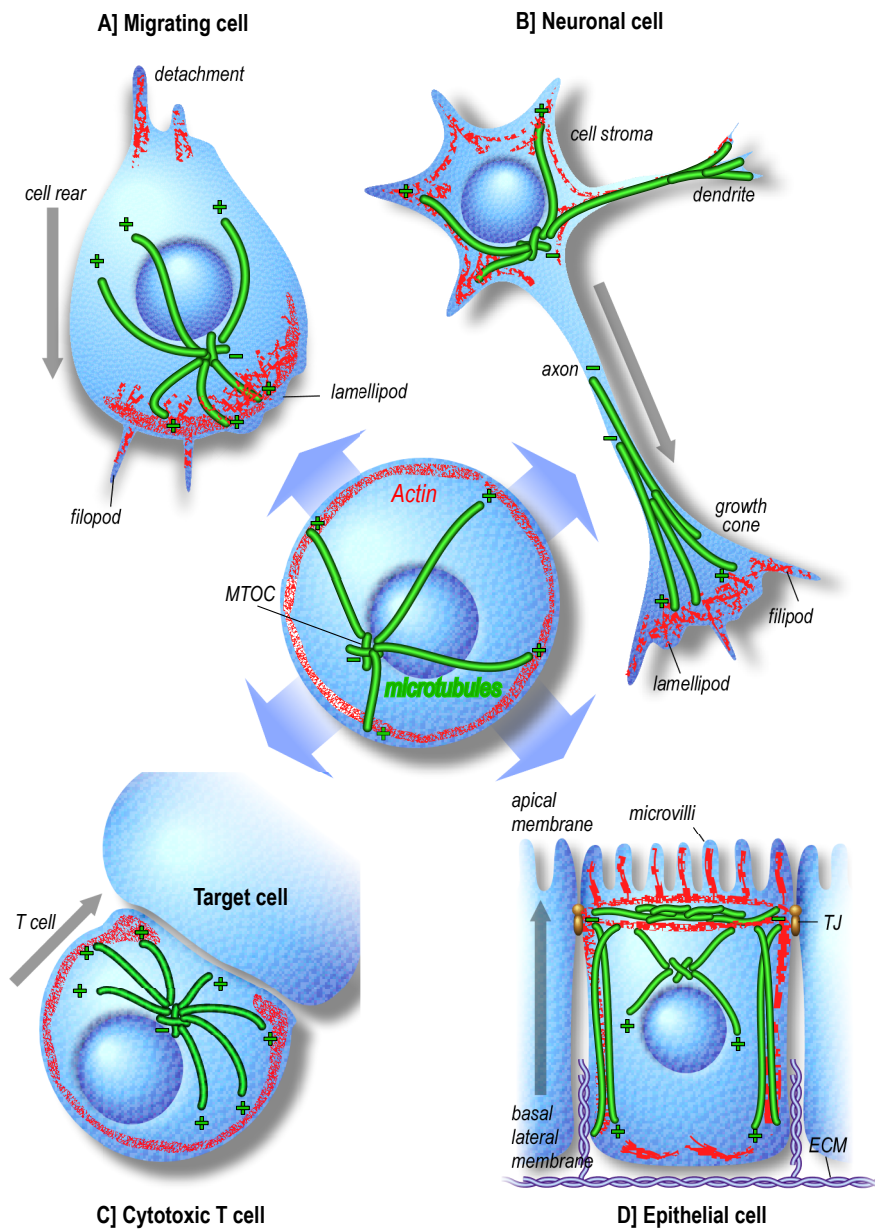 A] Migrating cell
B] Neuronal cell
detachment
cell rear
lamellipod
filopod
cell stroma
dendrite
axon
growth
cone
filipod
lamellipod
Actin
MTOC
microtubules
Target cell
T cell
C] Cytotoxic T cell
apical
membrane
microvilli
TJ
basal
lateral
membrane
ECM
D] Epithelial cell